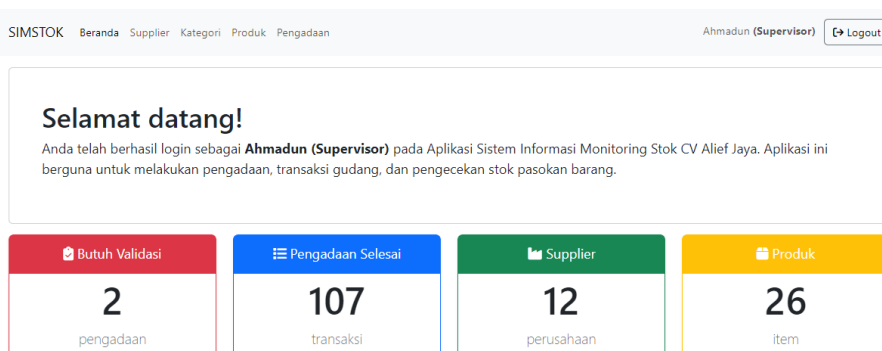 SIMSTOK Beranda Supplier Kategori Produk Pengadaan Ahmadun (Supervisor) Logout
Selamat datang!
Anda telah berhasil login sebagai Ahmadun (Supervisor) pada Aplikasi Sistem Informasi Monitoring Stok CV Alief Jaya. Aplikasi ini
berguna untuk melakukan pengadaan, transaksi gudang, dan pengecekan stok pasokan barang.
Butuh Validasi
2
pengadaan
Pengadaan Selesai
107
transaksi
Supplier
12
perusahaan
Produk
26
item